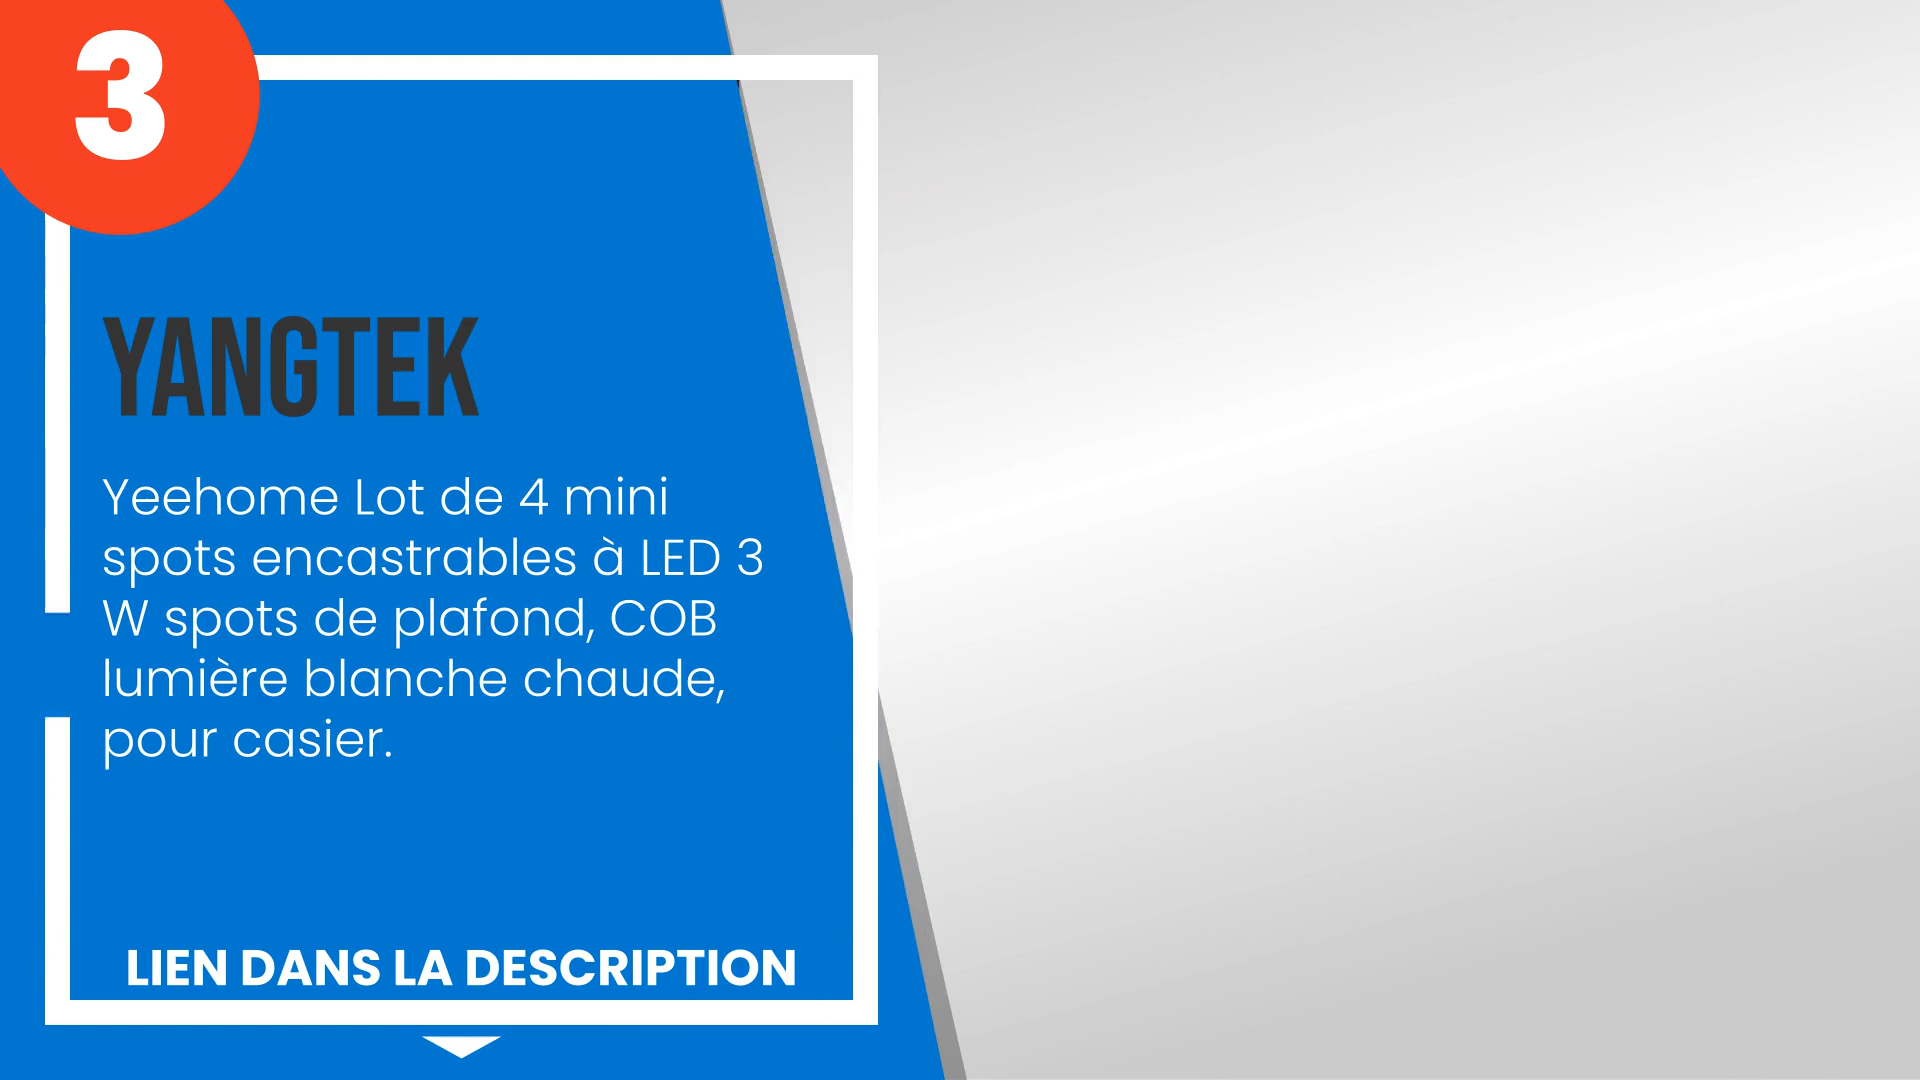 3
YANGTEK
Yeehome Lot de 4 mini
spots encastrables à LED 3
W spots de plafond, COB
lumière blanche chaude,
pour casier.
LIEN DANS LA DESCRIPTION